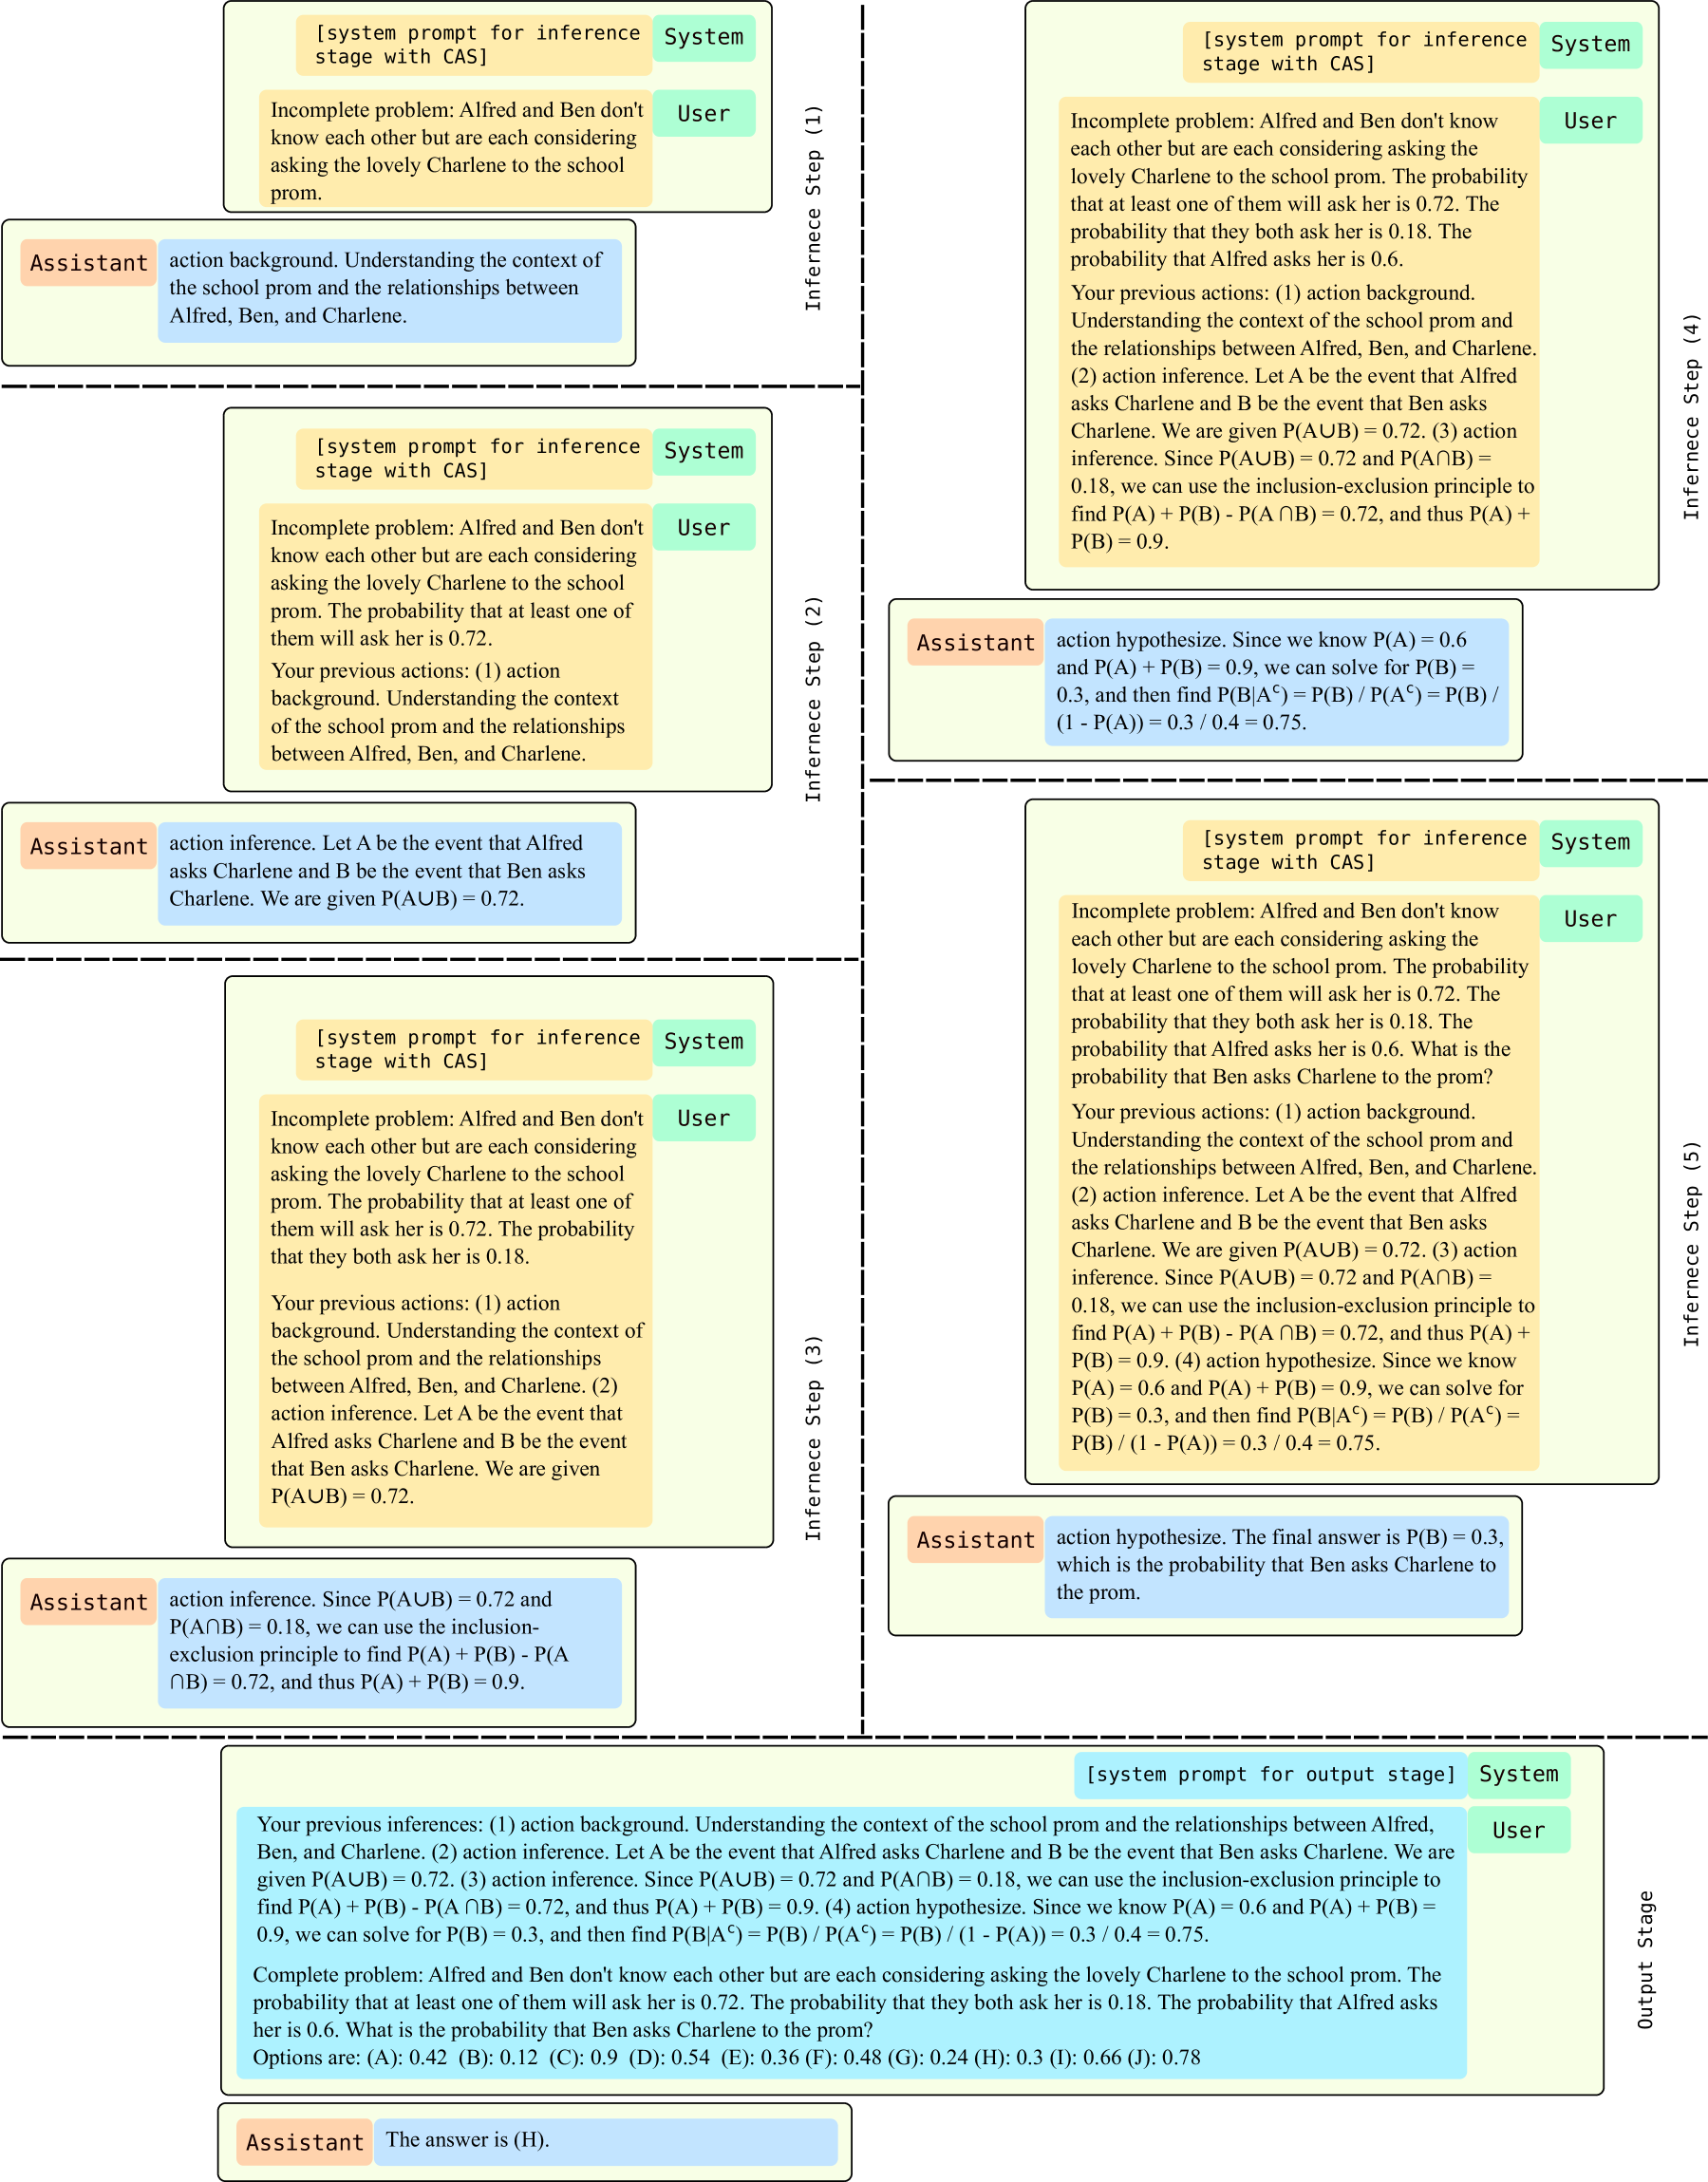 [system prompt for inference
stage with CAS]
System
Incomplete problem: Alfred and Ben don't
know each other but are each considering
asking the lovely Charlene to the school
prom.
User
Assistant
action background. Understanding the context of
the school prom and the relationships between
Alfred, Ben, and Charlene.
Infernece Step (1)
[system prompt for inference
stage with CAS]
System
Incomplete problem: Alfred and Ben don't
know each other but are each considering
asking the lovely Charlene to the school
prom. The probability that at least one of
them will ask her is 0.72.
Your previous actions: (1) action
background. Understanding the context
of the school prom and the relationships
between Alfred, Ben, and Charlene.
User
Assistant
action inference. Let A be the event that Alfred
asks Charlene and B be the event that Ben asks
Charlene. We are given P(A∪B) = 0.72.
Infernece Step (2)
[system prompt for inference
stage with CAS]
System
Incomplete problem: Alfred and Ben don't
know each other but are each considering
asking the lovely Charlene to the school
prom. The probability that at least one of
them will ask her is 0.72. The probability
that they both ask her is 0.18.
Your previous actions: (1) action
background. Understanding the context of
the school prom and the relationships
between Alfred, Ben, and Charlene. (2)
action inference. Let A be the event that
Alfred asks Charlene and B be the event
that Ben asks Charlene. We are given
P(A∪B) = 0.72.
User
Assistant
action inference. Since P(A∪B) = 0.72 and
P(A∩B) = 0.18, we can use the inclusion-
exclusion principle to find P(A) + P(B) - P(A
∩B) = 0.72, and thus P(A) + P(B) = 0.9.
Infernece Step (3)
[system prompt for inference
stage with CAS]
System
Incomplete problem: Alfred and Ben don't know
each other but are each considering asking the
lovely Charlene to the school prom. The probability
that at least one of them will ask her is 0.72. The
probability that they both ask her is 0.18. The
probability that Alfred asks her is 0.6.
Your previous actions: (1) action background.
Understanding the context of the school prom and
the relationships between Alfred, Ben, and Charlene.
(2) action inference. Let A be the event that Alfred
asks Charlene and B be the event that Ben asks
Charlene. We are given P(A∪B) = 0.72. (3) action
inference. Since P(A∪B) = 0.72 and P(A∩B) =
0.18, we can use the inclusion-exclusion principle to
find P(A) + P(B) - P(A ∩B) = 0.72, and thus P(A) +
P(B) = 0.9.
User
Assistant
action hypothesize. Since we know P(A) = 0.6
and P(A) + P(B) = 0.9, we can solve for P(B) =
0.3, and then find P(B|Aᶜ) = P(B) / P(Aᶜ) = P(B) /
(1 - P(A)) = 0.3 / 0.4 = 0.75.
Infernece Step (4)
[system prompt for inference
stage with CAS]
System
Incomplete problem: Alfred and Ben don't know
each other but are each considering asking the
lovely Charlene to the school prom. The probability
that at least one of them will ask her is 0.72. The
probability that they both ask her is 0.18. The
probability that Alfred asks her is 0.6. What is the
probability that Ben asks Charlene to the prom?
Your previous actions: (1) action background.
Understanding the context of the school prom and
the relationships between Alfred, Ben, and Charlene.
(2) action inference. Let A be the event that Alfred
asks Charlene and B be the event that Ben asks
Charlene. We are given P(A∪B) = 0.72. (3) action
inference. Since P(A∪B) = 0.72 and P(A∩B) =
0.18, we can use the inclusion-exclusion principle to
find P(A) + P(B) - P(A ∩B) = 0.72, and thus P(A) +
P(B) = 0.9. (4) action hypothesize. Since we know
P(A) = 0.6 and P(A) + P(B) = 0.9, we can solve for
P(B) = 0.3, and then find P(B|Aᶜ) = P(B) / P(Aᶜ) =
P(B) / (1 - P(A)) = 0.3 / 0.4 = 0.75.
User
Assistant
action hypothesize. The final answer is P(B) = 0.3,
which is the probability that Ben asks Charlene to
the prom.
Infernece Step (5)
[system prompt for output stage]
System
Your previous inferences: (1) action background. Understanding the context of the school prom and the relationships between Alfred,
Ben, and Charlene. (2) action inference. Let A be the event that Alfred asks Charlene and B be the event that Ben asks Charlene. We are
given P(A∪B) = 0.72. (3) action inference. Since P(A∪B) = 0.72 and P(A∩B) = 0.18, we can use the inclusion-exclusion principle to
find P(A) + P(B) - P(A ∩B) = 0.72, and thus P(A) + P(B) = 0.9. (4) action hypothesize. Since we know P(A) = 0.6 and P(A) + P(B) =
0.9, we can solve for P(B) = 0.3, and then find P(B|Aᶜ) = P(B) / P(Aᶜ) = P(B) / (1 - P(A)) = 0.3 / 0.4 = 0.75.
Complete problem: Alfred and Ben don't know each other but are each considering asking the lovely Charlene to the school prom. The
probability that at least one of them will ask her is 0.72. The probability that they both ask her is 0.18. The probability that Alfred asks
her is 0.6. What is the probability that Ben asks Charlene to the prom?
Options are: (A): 0.42 (B): 0.12 (C): 0.9 (D): 0.54 (E): 0.36 (F): 0.48 (G): 0.24 (H): 0.3 (I): 0.66 (J): 0.78
User
Assistant
The answer is (H).
Output Stage